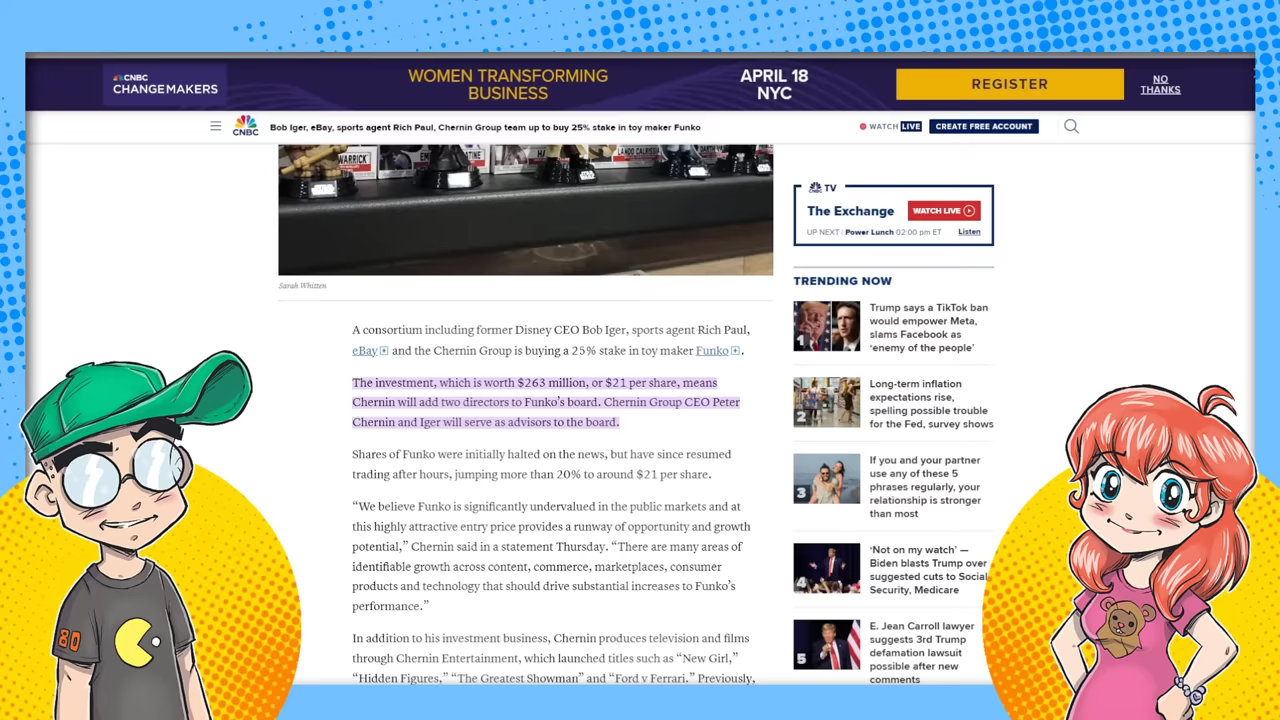 CNBC
CHANGEMAKERS
WOMEN TRANSFORMING
BUSINESS
APRIL 18
NYC
REGISTER
NO
THANKS
CNBC
Bob Iger, eBay, sports agent Rich Paul, Chernin Group team up to buy 25% stake in toy maker Funko
WATCH LIVE
CREATE FREE ACCOUNT
WARRICK
LANDO CALRISSIAN
Sarah Whitten
A consortium including former Disney CEO Bob Iger, sports agent Rich Paul,
eBay and the Chernin Group is buying a 25% stake in toy maker Funko.
The investment, which is worth $263 million, or $21 per share, means
Chernin will add two directors to Funko's board. Chernin Group CEO Peter
Chernin and Iger will serve as advisors to the board.
Shares of Funko were initially halted on the news, but have since resumed
trading after hours, jumping more than 20% to around $21 per share.
“We believe Funko is significantly undervalued in the public markets and at
this highly attractive entry price provides a runway of opportunity and growth
potential,” Chernin said in a statement Thursday. “There are many areas of
identifiable growth across content, commerce, marketplaces, consumer
products and technology that should drive substantial increases to Funko's
performance.”
In addition to his investment business, Chernin produces television and films
through Chernin Entertainment, which launched titles such as “New Girl,”
“Hidden Figures,” “The Greatest Showman” and “Ford v Ferrari.” Previously,
TV
The Exchange
WATCH LIVE
UP NEXT | Power Lunch 02:00 pm ET
Listen
TRENDING NOW
1
Trump says a TikTok ban
would empower Meta,
slams Facebook as
‘enemy of the people’
2
Long-term inflation
expectations rise,
spelling possible trouble
for the Fed, survey shows
3
If you and your partner
use any of these 5
phrases regularly, your
relationship is stronger
than most
4
‘Not on my watch’ —
Biden blasts Trump over
suggested cuts to Social
Security, Medicare
5
E. Jean Carroll lawyer
suggests 3rd Trump
defamation lawsuit
possible after new
comments
80